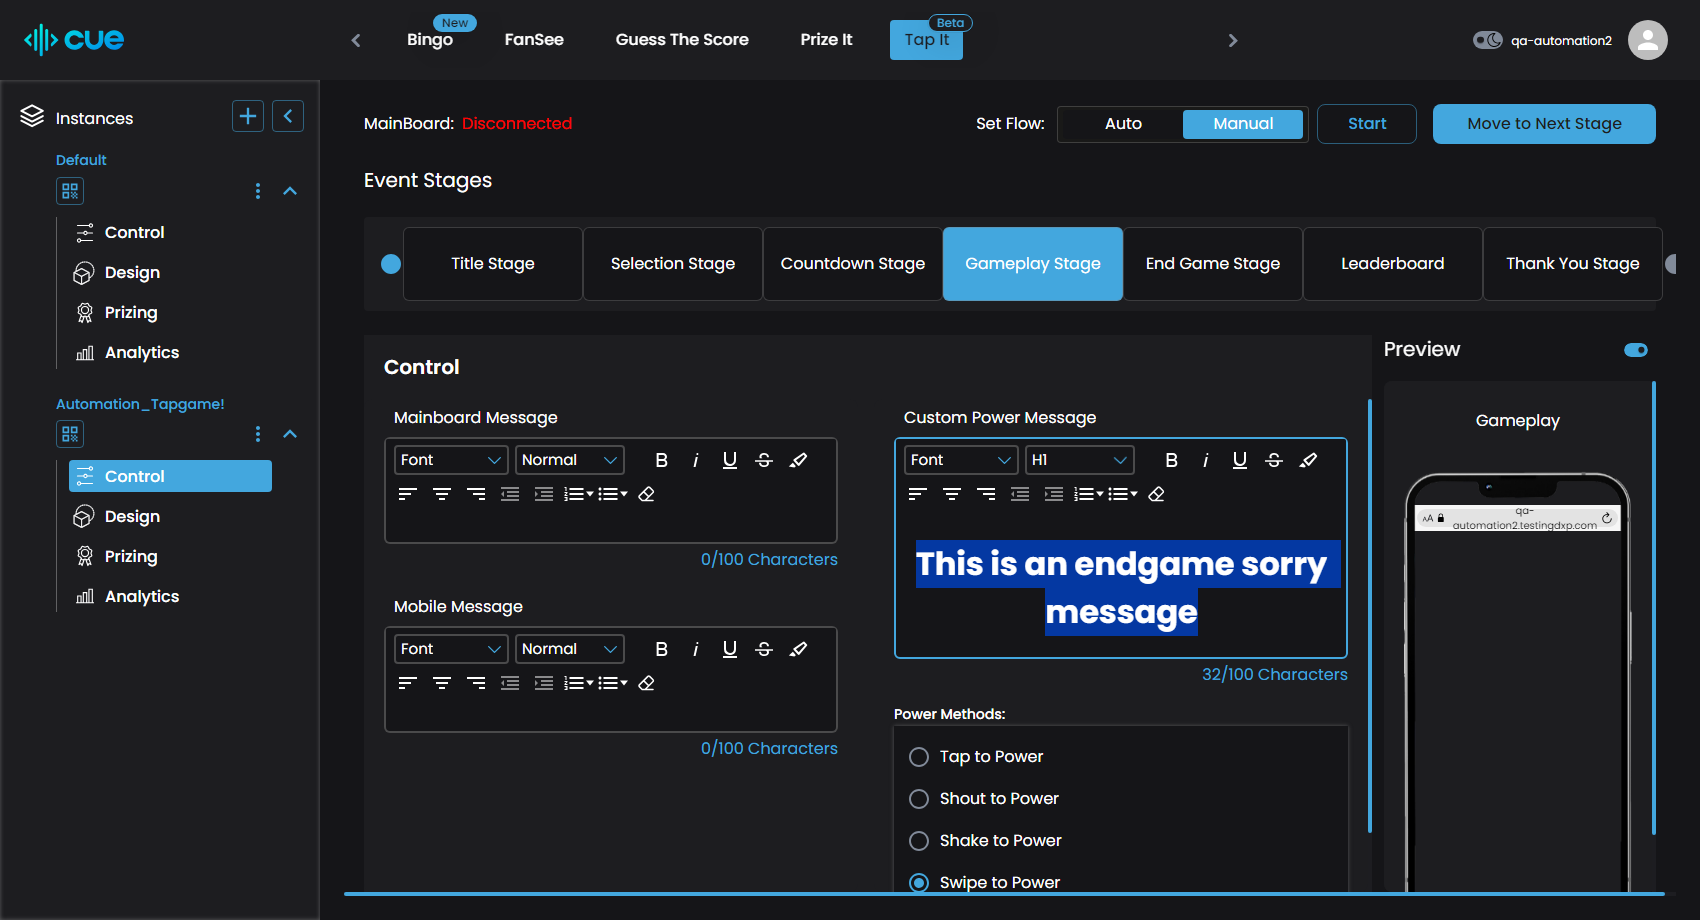 cue
Bingo
New
FanSee
Guess The Score
Prize It
Tap It
Beta
qa-automation2
Instances
Default
Control
Design
Prizing
Analytics
Automation_Tapgame!
Control
Design
Prizing
Analytics
MainBoard: Disconnected
Set Flow:
Auto
Manual
Start
Move to Next Stage
Event Stages
Title Stage
Selection Stage
Countdown Stage
Gameplay Stage
End Game Stage
Leaderboard
Thank You Stage
Control
Mainboard Message
Font
Normal
B i U S
0/100 Characters
Mobile Message
Font
Normal
B i U S
0/100 Characters
Custom Power Message
Font
H1
B i U S
This is an endgame sorry
message
32/100 Characters
Power Methods:
Tap to Power
Shout to Power
Shake to Power
Swipe to Power
Preview
Gameplay
AA
qa-
automation2.testingdxp.com